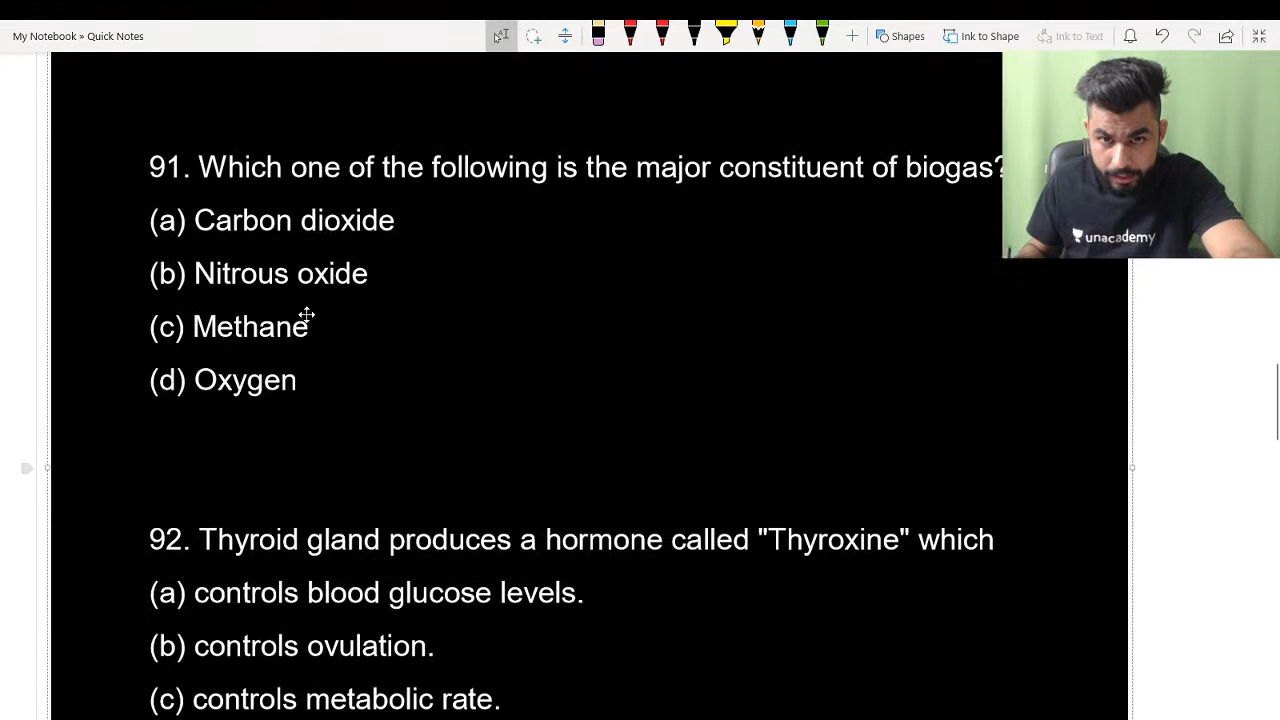 My Notebook » Quick Notes
Shapes
Ink to Shape
Ink to Text
unacademy
91. Which one of the following is the major constituent of biogas?
(a) Carbon dioxide
(b) Nitrous oxide
(c) Methane
(d) Oxygen
92. Thyroid gland produces a hormone called "Thyroxine" which
(a) controls blood glucose levels.
(b) controls ovulation.
(c) controls metabolic rate.